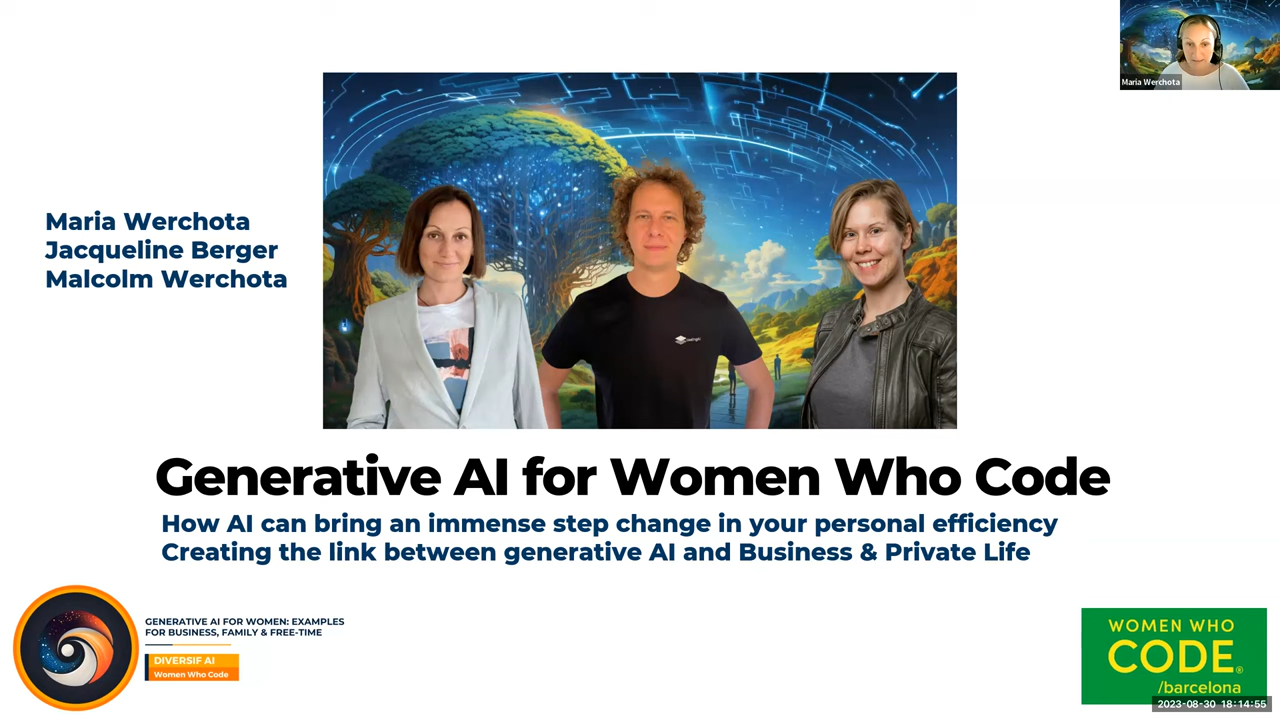 Maria Werchota
Maria Werchota
Jacqueline Berger
Malcolm Werchota
Generative AI for Women Who Code
How AI can bring an immense step change in your personal efficiency
Creating the link between generative AI and Business & Private Life
GENERATIVE AI FOR WOMEN: EXAMPLES
FOR BUSINESS, FAMILY & FREE-TIME
DIVERSIF AI
Women Who Code
WOMEN WHO
CODE®
/barcelona
2023-08-30 18:14:55